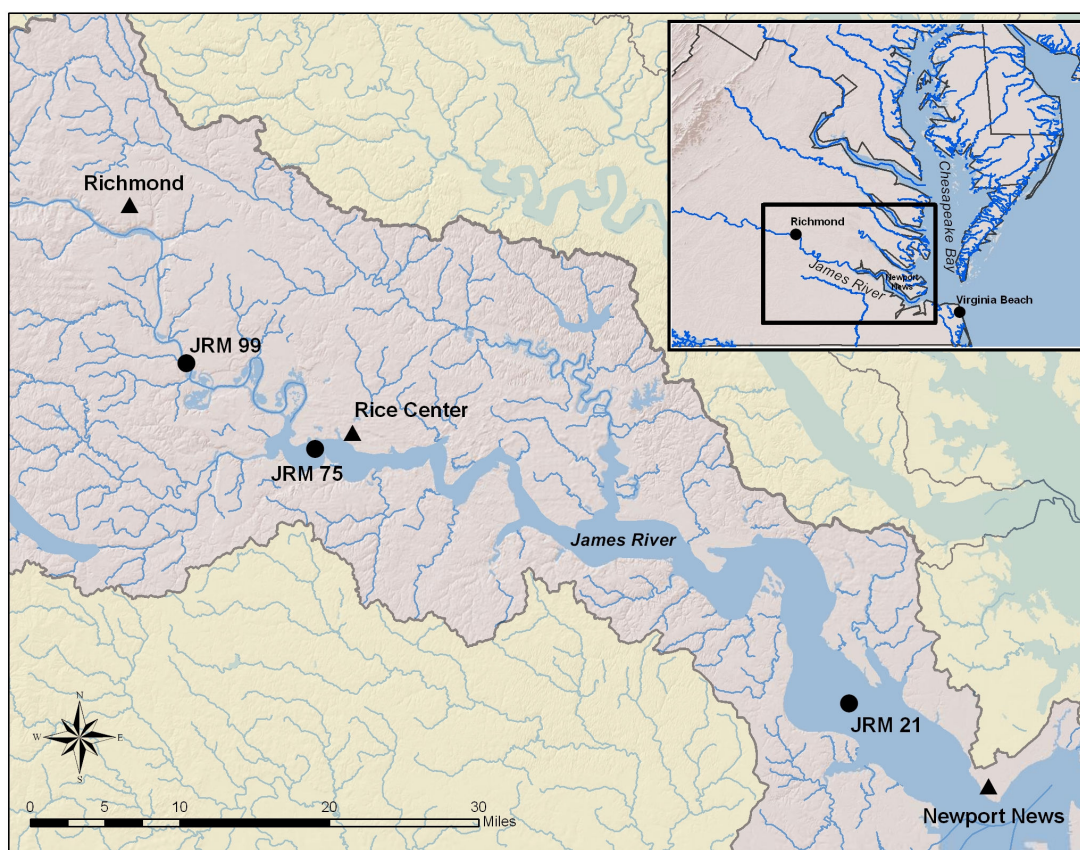 Richmond
JRM 99
Rice Center
JRM 75
James River
JRM 21
Newport News
N
W
E
S
0
5
10
20
30
Miles
Richmond
James River
Newport
News
Chesapeake Bay
Virginia Beach